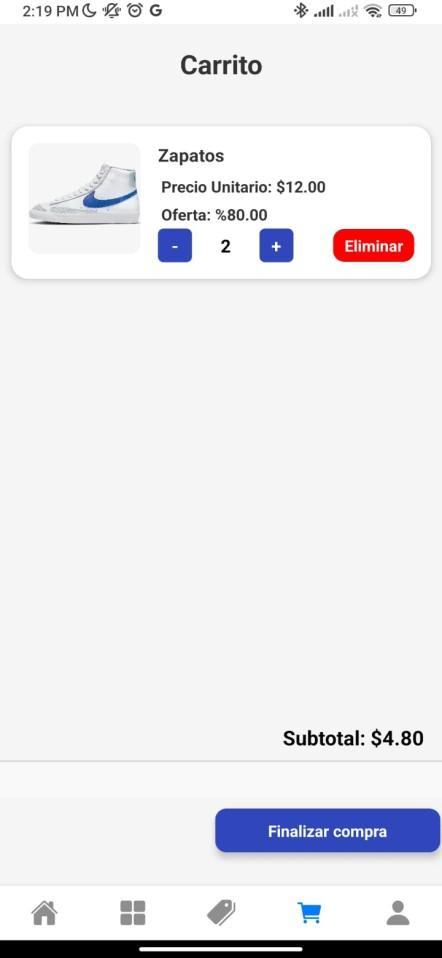 2:19 PM G 49
Carrito
Zapatos
Precio Unitario: $12.00
Oferta: %80.00
- 2 + Eliminar
Subtotal: $4.80
Finalizar compra